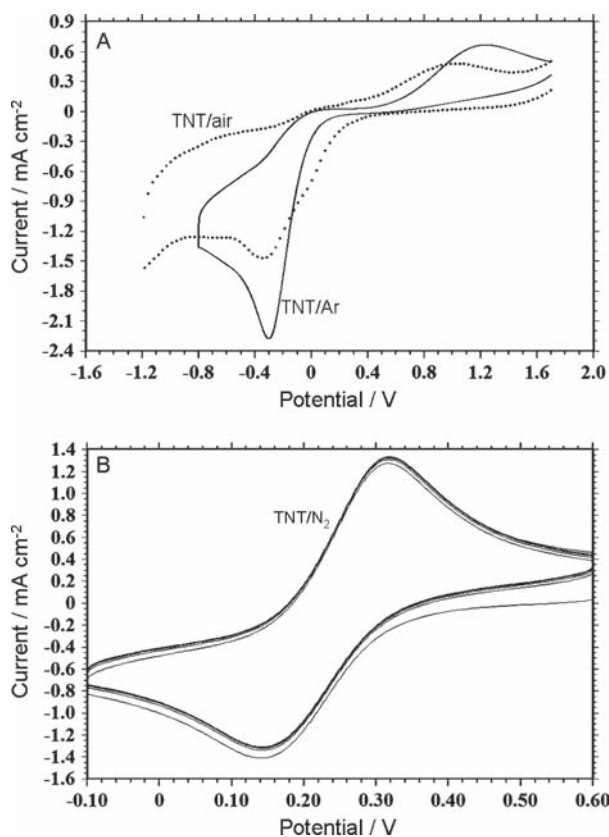 A
0.9
0.6
0.3
0
-0.3
-0.6
-0.9
-1.2
-1.5
-1.8
-2.1
-2.4
Current / mA cm-2
TNT/air
TNT/Ar
-1.6 -1.2 -0.8 -0.4 0 0.4 0.8 1.2 1.6 2.0
Potential / V
B
1.4
1.2
1.0
0.8
0.6
0.4
0.2
0
-0.2
-0.4
-0.6
-0.8
-1.0
-1.2
-1.4
-1.6
Current / mA cm-2
TNT/N2
-0.10 0 0.10 0.20 0.30 0.40 0.50 0.60
Potential / V